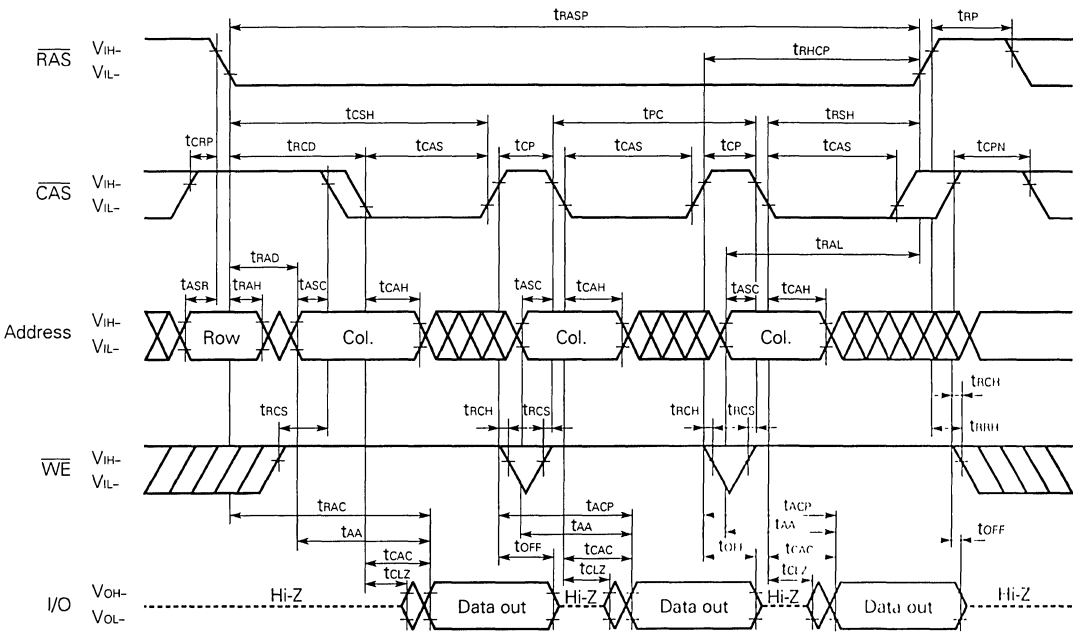 tRASP tRP
RAS VIH- VIL- tRHCP
tCSH tPC tRSH
tCRP tRCD tCAS tCP tCAS tCP tCAS tCPN
CAS VIH- VIL-
tRAD tRAL
tASR tRAH tASC tCAH tASC tCAH tASC tCAH
Address VIH- VIL- Row Col. Col. Col.
tRCH
tRCS tRCH tRCS tRCH tRCS tRRH
WE VIH- VIL-
tRAC tACP tACP
tAA tAA tAA
tCAC tOFF tCAC tOFF tCAC tOFF
tCLZ tCLZ tCLZ
I/O VOH- VOL- Hi-Z Data out Hi-Z Data out Hi-Z Data out Hi-Z